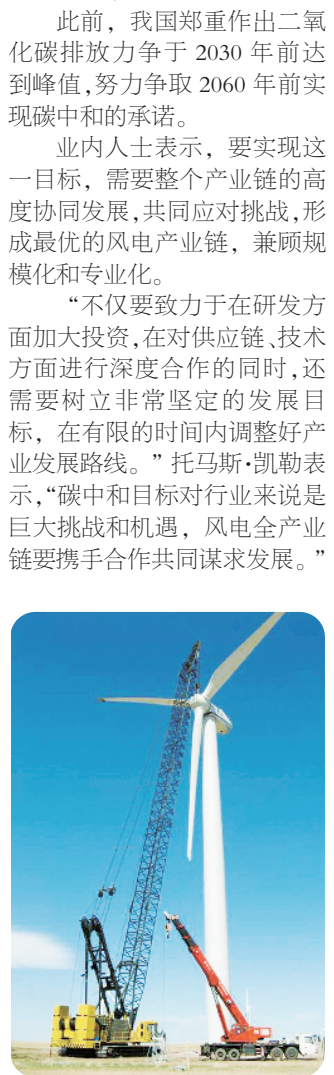 此前，我国郑重作出二氧
化碳排放力争于 2030 年前达
到峰值,努力争取 2060 年前实
现碳中和的承诺。
业内人士表示，要实现这
一目标，需要整个产业链的高
度协同发展,共同应对挑战,形
成最优的风电产业链，兼顾规
模化和专业化。
“不仅要致力于在研发方
面加大投资,在对供应链、技术
方面进行深度合作的同时,还
需要树立非常坚定的发展目
标，在有限的时间内调整好产
业发展路线。”托马斯·凯勒表
示,“碳中和目标对行业来说是
巨大挑战和机遇，风电全产业
链要携手合作共同谋求发展。”